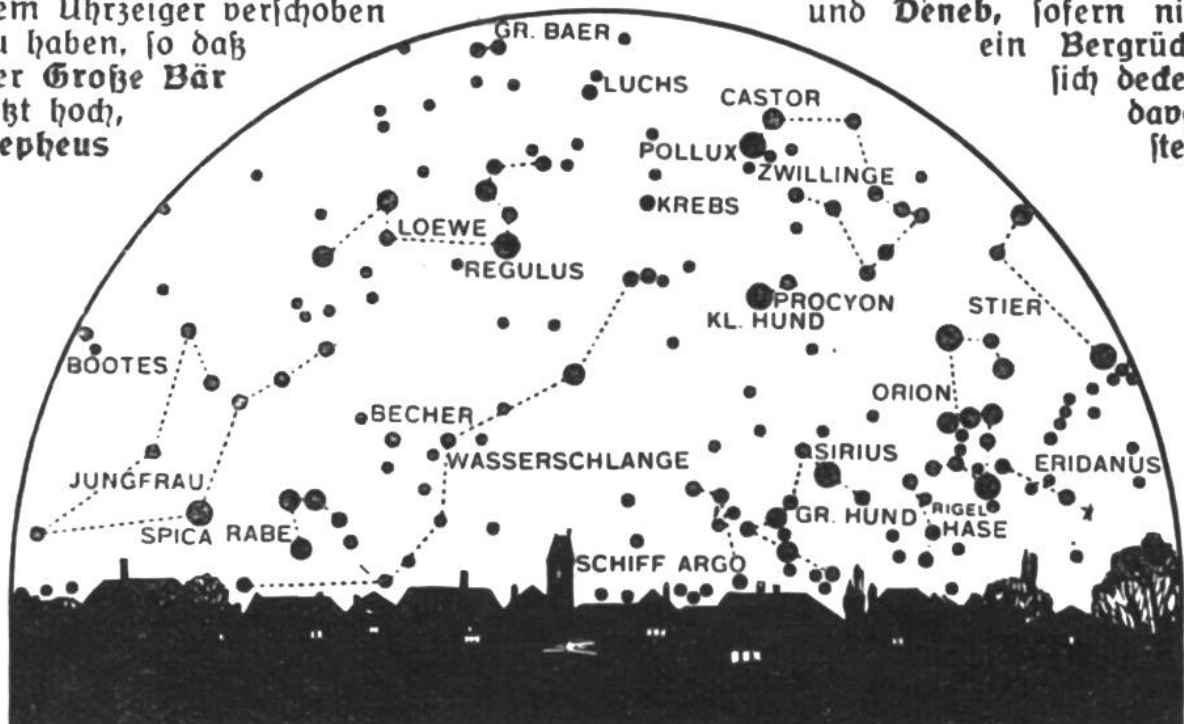 em Uhrzeiger verschoben
u haben, so daß
er Große Bär
tzt hoch,
epheus
und Deneb, sofern ni
ein Bergrück
sich decke
dav
ste
GR. BAER
LUCHS
CASTOR
POLLUX
ZWILLINGE
KREBS
LOEWE
REGULUS
PROCYON
KL. HUND
STIER
BOOTES
ORION
BECHER
SIRIUS
WASSERSCHLANGE
ERIDANUS
JUNGFRAU
RIGEL
GR. HUND
HASE
SPICA RABE
SCHIFF ARGO